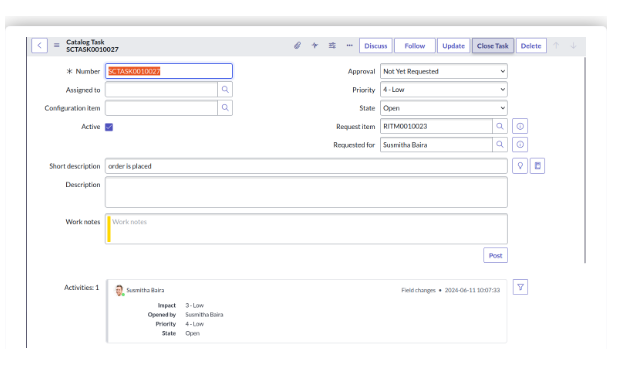 Catalog Task
SCTASK0010027
Discuss Follow Update Close Task Delete
Number SCTASK0010027
Approval Not Yet Requested
Assigned to
Priority 4 - Low
Configuration item
State Open
Active
Request item RITM0010023
Requested for Susmitha Baira
Short description order is placed
Description
Work notes Work notes
Post
Activities: 1
Susmitha Baira Field changes • 2024-06-11 10:07:33
Impact 3 - Low
Opened by Susmitha Baira
Priority 4 - Low
State Open